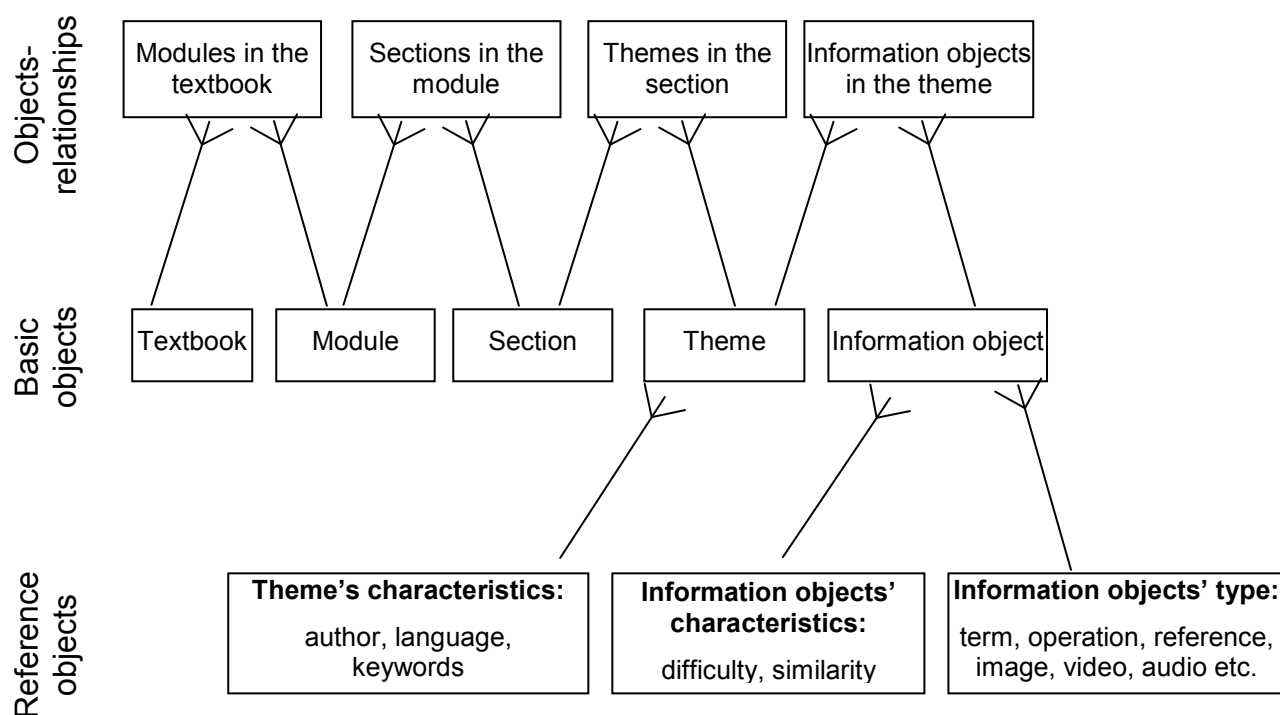 Objects-
relationships
Modules in the
textbook
Sections in the
module
Themes in the
section
Information objects
in the theme
Basic
objects
Textbook
Module
Section
Theme
Information object
Reference
objects
Theme's characteristics:
author, language,
keywords
Information objects'
characteristics:
difficulty, similarity
Information objects' type:
term, operation, reference,
image, video, audio etc.